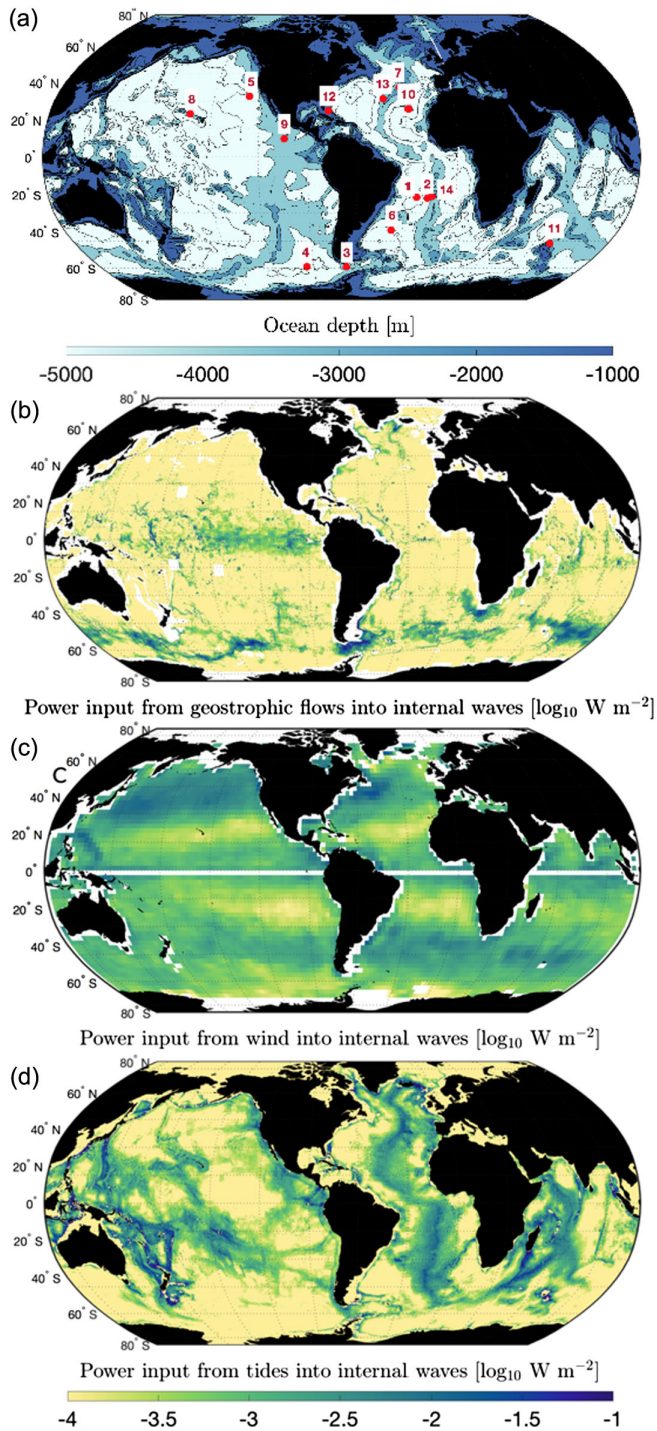 (a)
80° N
60° N
40° N
20° N
0°
20° S
40° S
60° S
80° S
8
5
9
12
13
7
10
1
2
14
6
4
3
11
Ocean depth [m]
-5000 -4000 -3000 -2000 -1000
(b)
80° N
60° N
40° N
20° N
0°
20° S
40° S
60° S
80° S
Power input from geostrophic flows into internal waves [log₁₀ W m⁻²]
(c)
C
80° N
60° N
40° N
20° N
0°
20° S
40° S
60° S
80° S
Power input from wind into internal waves [log₁₀ W m⁻²]
(d)
80° N
60° N
40° N
20° N
0°
20° S
40° S
60° S
80° S
Power input from tides into internal waves [log₁₀ W m⁻²]
-4 -3.5 -3 -2.5 -2 -1.5 -1